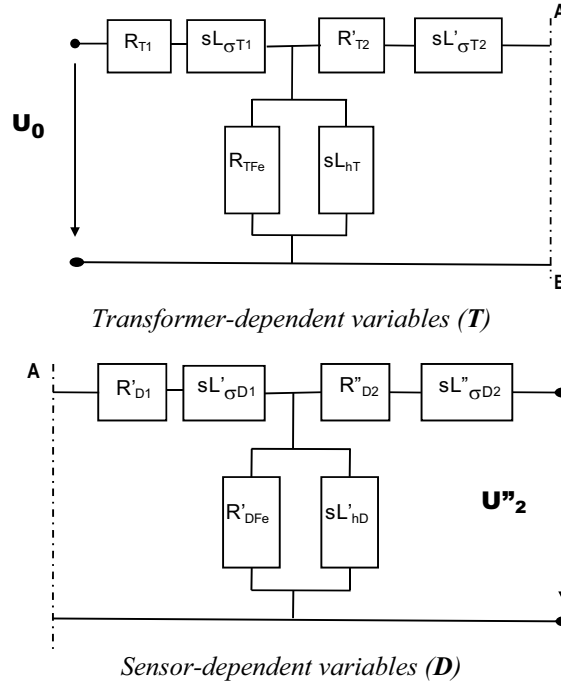 A
R_T1 sL_σT1 R'_T2 sL'_σT2
U_0
R_TFe sL_hT
B
Transformer-dependent variables (T)
A
R'_D1 sL'_σD1 R"_D2 sL"_σD2
R'_DFe sL'_hD
U”_2
Sensor-dependent variables (D)